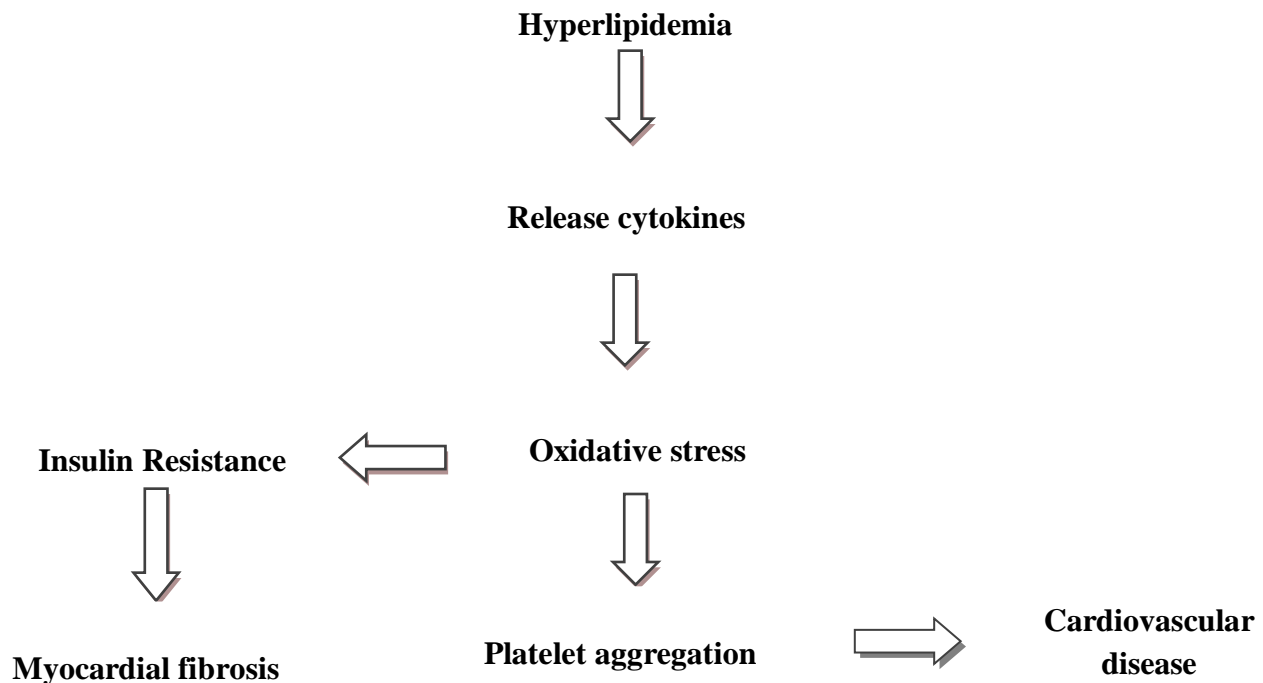 Hyperlipidemia
Release cytokines
Insulin Resistance
Oxidative stress
Myocardial fibrosis
Platelet aggregation
Cardiovascular
disease